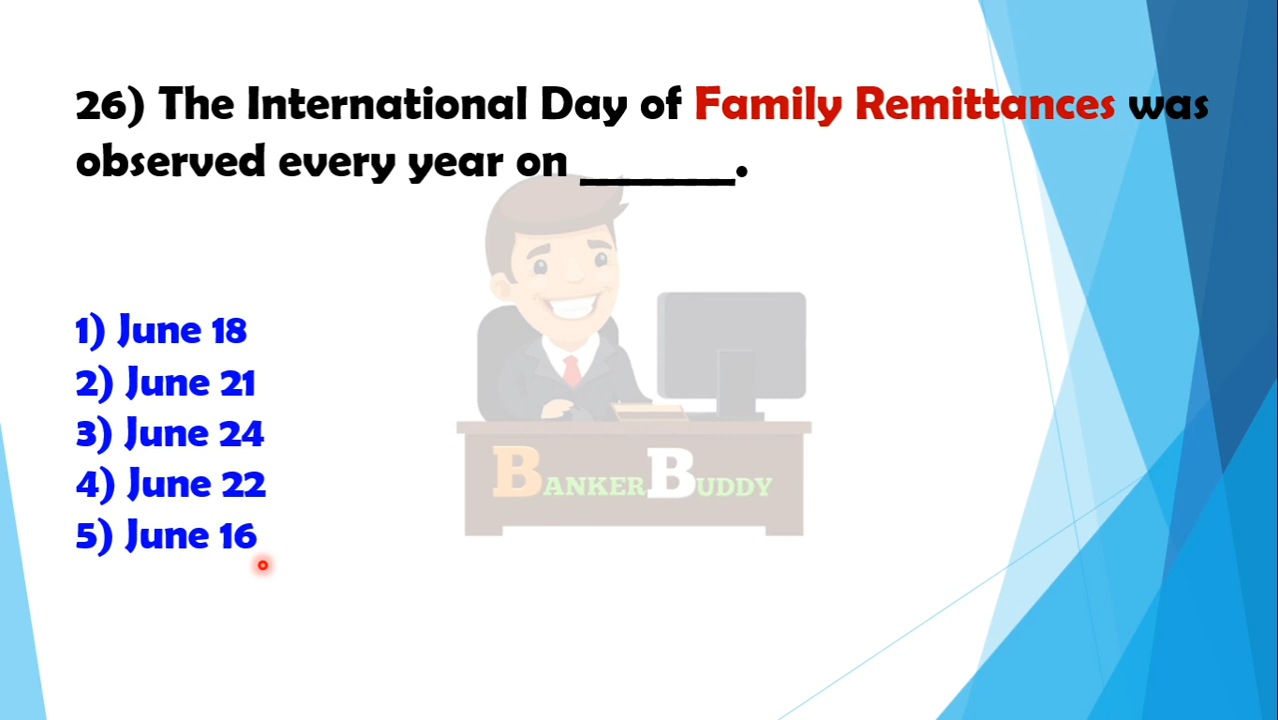 26) The International Day of Family Remittances was
observed every year on _______.
1) June 18
2) June 21
3) June 24
4) June 22
5) June 16
BANKERBUDDY